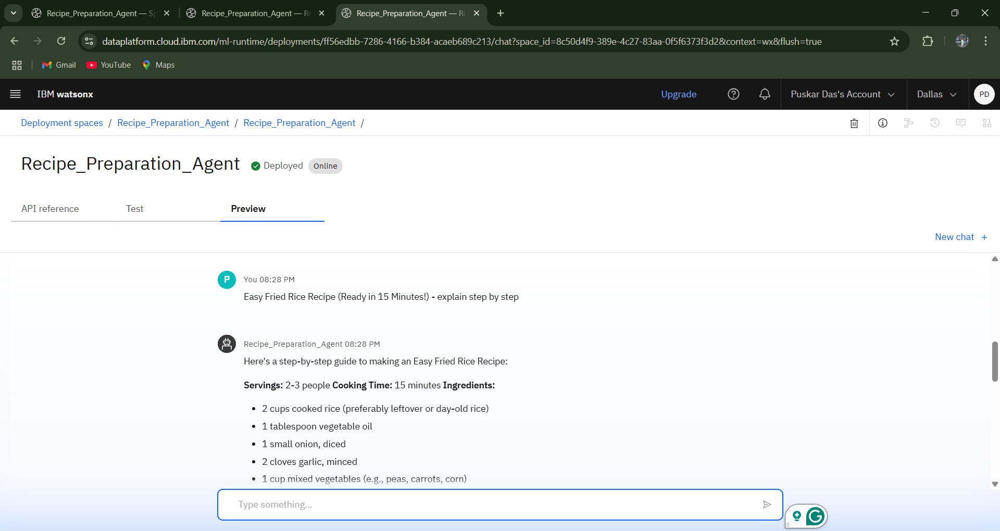 Recipe_Preparation_Agent — Sp
Recipe_Preparation_Agent — Re
Recipe_Preparation_Agent — Re
dataplatform.cloud.ibm.com/ml-runtime/deployments/ff56edbb-7286-4166-b384-acaeb689c213/chat?space_id=8c50d4f9-389e-4c27-83aa-0f5f6373f3d2&context=wx&flush=true
Gmail YouTube Maps
IBM watsonx Upgrade Puskar Das's Account Dallas PD
Deployment spaces / Recipe_Preparation_Agent / Recipe_Preparation_Agent /
Recipe_Preparation_Agent Deployed Online
API reference Test Preview
New chat +
P You 08:28 PM
Easy Fried Rice Recipe (Ready in 15 Minutes!) - explain step by step
Recipe_Preparation_Agent 08:28 PM
Here's a step-by-step guide to making an Easy Fried Rice Recipe:
Servings: 2-3 people Cooking Time: 15 minutes Ingredients:
• 2 cups cooked rice (preferably leftover or day-old rice)
• 1 tablespoon vegetable oil
• 1 small onion, diced
• 2 cloves garlic, minced
• 1 cup mixed vegetables (e.g., peas, carrots, corn)
Type something...